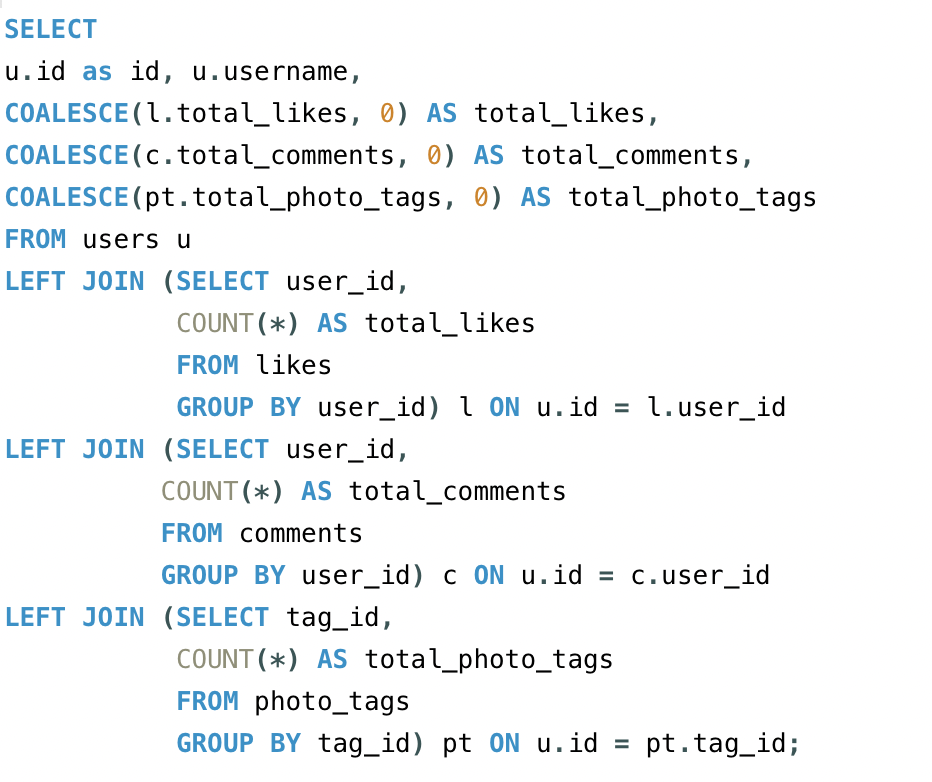 SELECT
u.id as id, u.username,
COALESCE(l.total_likes, 0) AS total_likes,
COALESCE(c.total_comments, 0) AS total_comments,
COALESCE(pt.total_photo_tags, 0) AS total_photo_tags
FROM users u
LEFT JOIN (SELECT user_id,
           COUNT(*) AS total_likes
           FROM likes
           GROUP BY user_id) l ON u.id = l.user_id
LEFT JOIN (SELECT user_id,
          COUNT(*) AS total_comments
          FROM comments
          GROUP BY user_id) c ON u.id = c.user_id
LEFT JOIN (SELECT tag_id,
           COUNT(*) AS total_photo_tags
           FROM photo_tags
           GROUP BY tag_id) pt ON u.id = pt.tag_id;